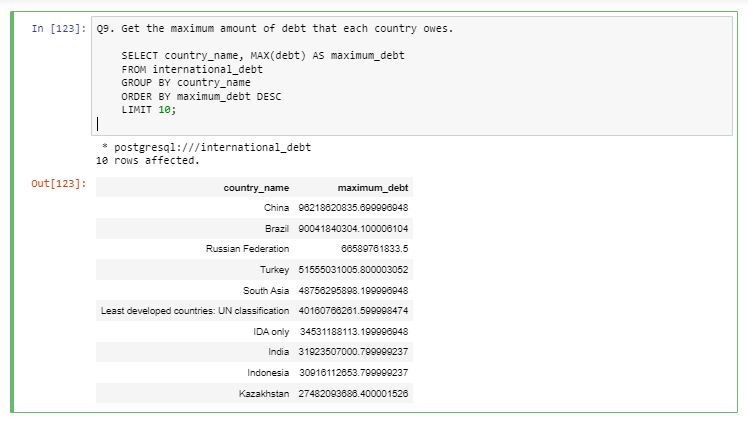 In [123]: Q9. Get the maximum amount of debt that each country owes.
SELECT country_name, MAX(debt) AS maximum_debt
FROM international_debt
GROUP BY country_name
ORDER BY maximum_debt DESC
LIMIT 10;
* postgresql:///international_debt
10 rows affected.
Out[123]:
country_name maximum_debt
China 96218620835.699996948
Brazil 90041840304.100006104
Russian Federation 66589761833.5
Turkey 51555031005.800003052
South Asia 48756295898.199996948
Least developed countries: UN classification 40160766261.599998474
IDA only 34531188113.199996948
India 31923507000.799999237
Indonesia 30916112653.799999237
Kazakhstan 27482093686.400001526